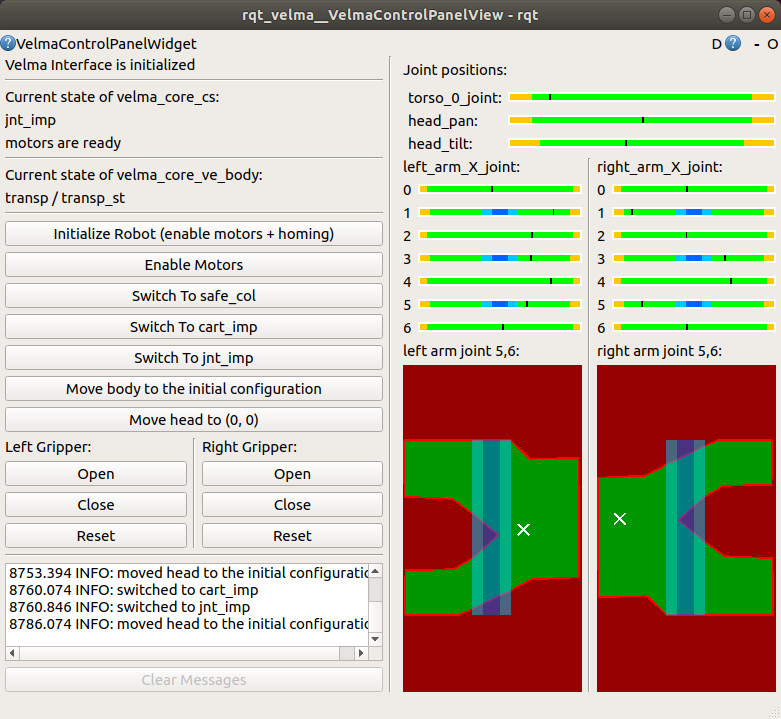 rqt_velma__VelmaControlPanelView - rqt
VelmaControlPanelWidget
D - O
Velma Interface is initialized
Current state of velma_core_cs:
jnt_imp
motors are ready
Current state of velma_core_ve_body:
transp / transp_st
Initialize Robot (enable motors + homing)
Enable Motors
Switch To safe_col
Switch To cart_imp
Switch To jnt_imp
Move body to the initial configuration
Move head to (0, 0)
Left Gripper:
Open
Close
Reset
Right Gripper:
Open
Close
Reset
8753.394 INFO: moved head to the initial configuratio
8760.074 INFO: switched to cart_imp
8760.846 INFO: switched to jnt_imp
8786.074 INFO: moved head to the initial configuratio
Clear Messages
Joint positions:
torso_0_joint:
head_pan:
head_tilt:
left_arm_X_joint:
0
1
2
3
4
5
6
left arm joint 5,6:
right_arm_X_joint:
0
1
2
3
4
5
6
right arm joint 5,6: